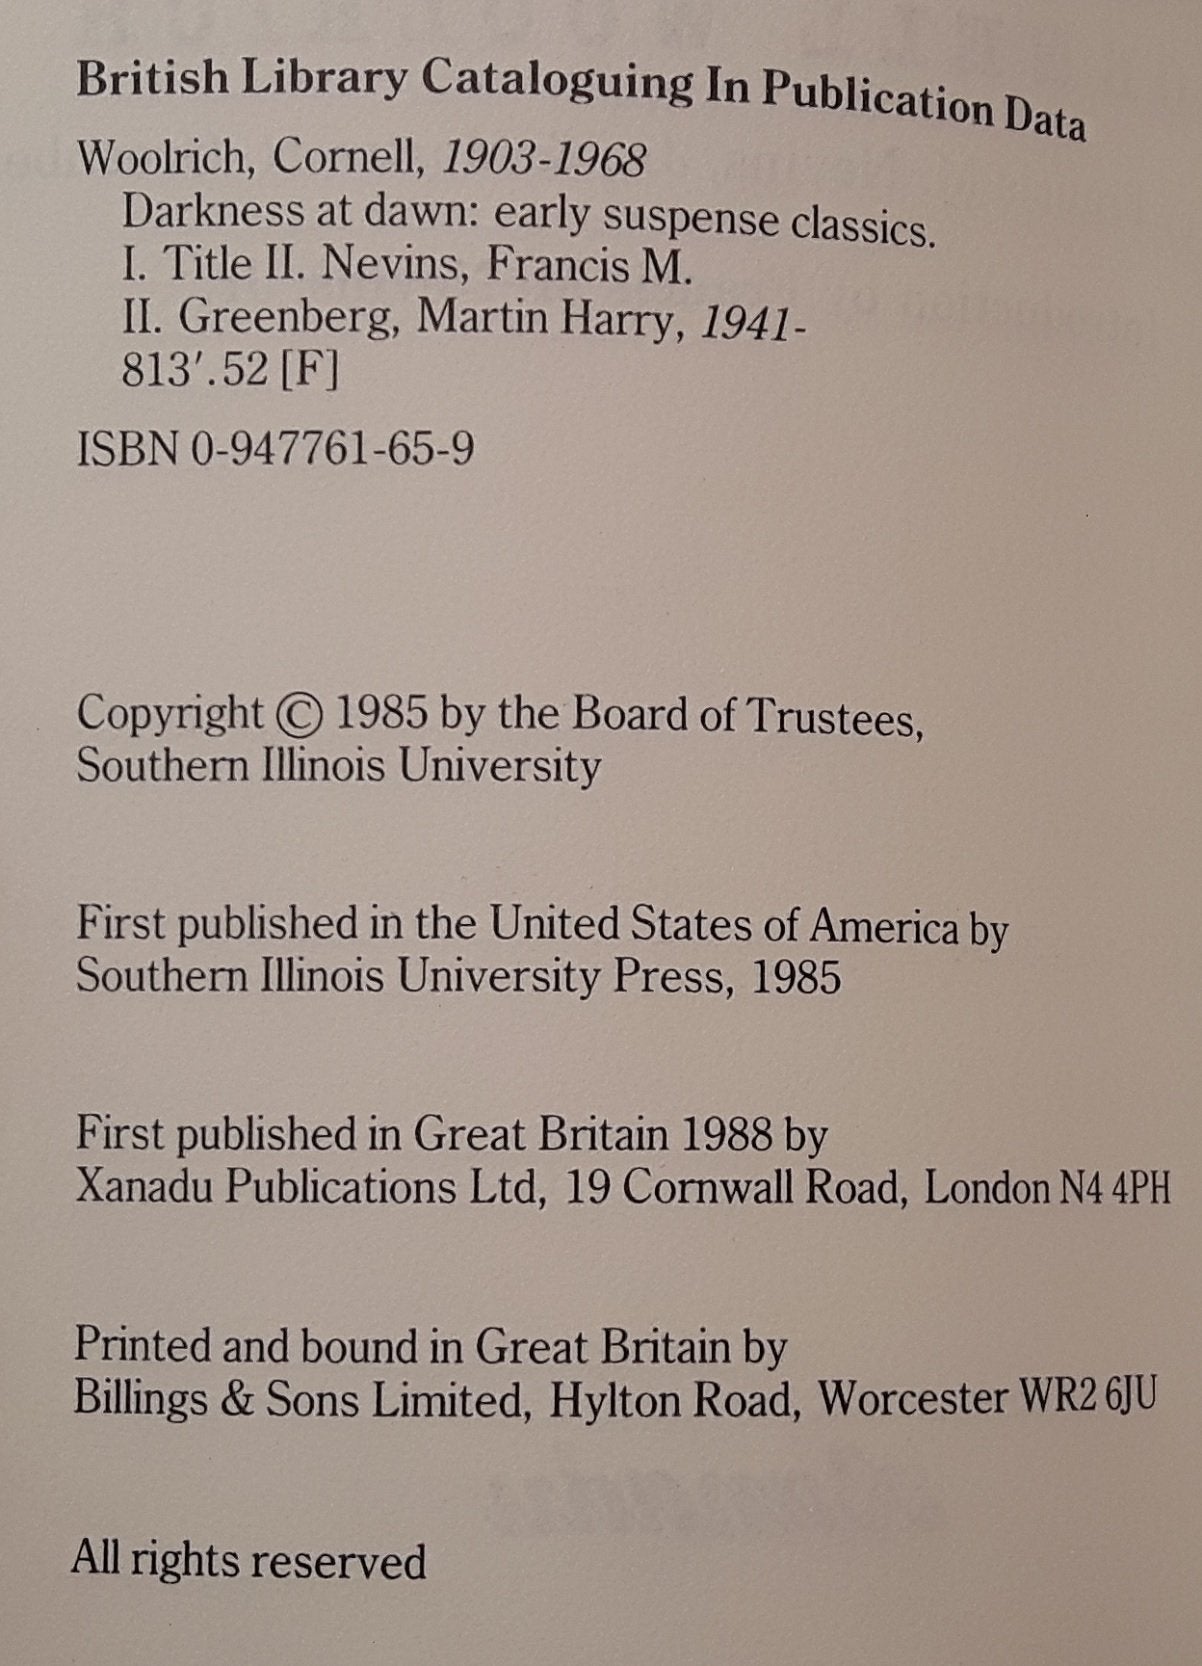 British Library Cataloguing In Publication Data
Woolrich, Cornell, 1903-1968
Darkness at dawn: early suspense classics.
I. Title II. Nevins, Francis M.
II. Greenberg, Martin Harry, 1941-
813′.52 [F]
ISBN 0-947761-65-9
Copyright © 1985 by the Board of Trustees,
Southern Illinois University
First published in the United States of America by
Southern Illinois University Press, 1985
First published in Great Britain 1988 by
Xanadu Publications Ltd, 19 Cornwall Road, London N4 4PH
Printed and bound in Great Britain by
Billings & Sons Limited, Hylton Road, Worcester WR2 6JU
All rights reserved